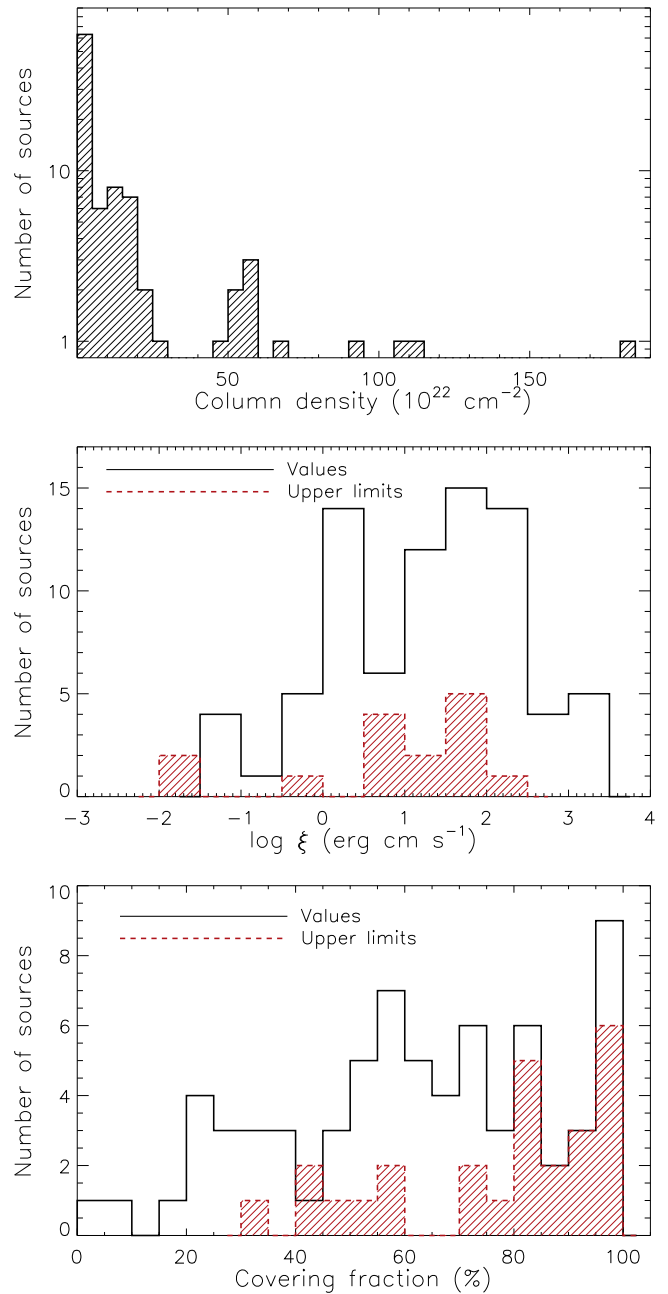 Number of sources
10
1
50
100
150
Column density (10²² cm⁻²)
Number of sources
Values
Upper limits
15
10
5
0
−3
−2
−1
0
1
2
3
4
log ξ (erg cm s⁻¹)
Number of sources
Values
Upper limits
10
8
6
4
2
0
0
20
40
60
80
100
Covering fraction (%)